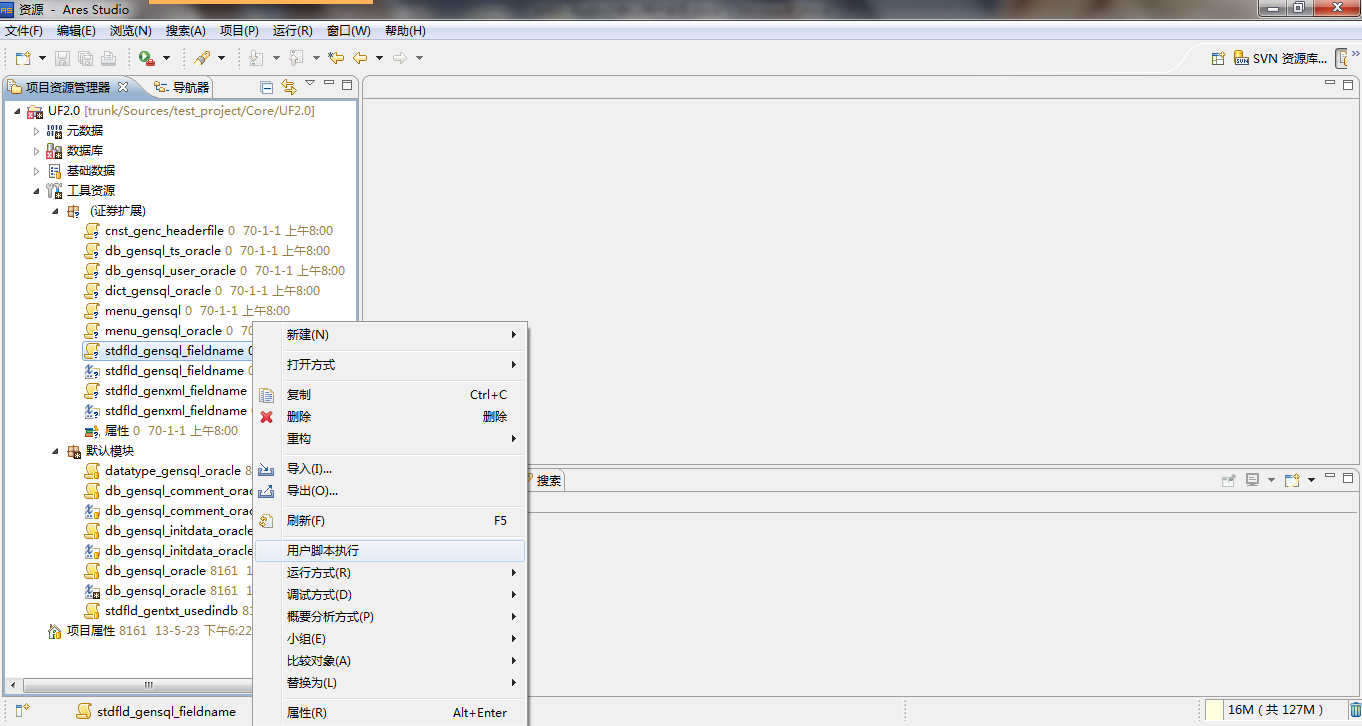 资源 - Ares Studio
文件(F) 编辑(E) 浏览(N) 搜索(A) 项目(P) 运行(R) 窗口(W) 帮助(H)
SVN 资源库...
项目资源管理器 导航器
UF2.0 [trunk/Sources/test_project/Core/UF2.0]
元数据
数据库
基础数据
工具资源
(证券扩展)
cnst_genc_headerfile 0 70-1-1 上午8:00
db_gensql_ts_oracle 0 70-1-1 上午8:00
db_gensql_user_oracle 0 70-1-1 上午8:00
dict_gensql_oracle 0 70-1-1 上午8:00
menu_gensql 0 70-1-1 上午8:00
menu_gensql_oracle 0 70
stdfld_gensql_fieldname 0
stdfld_gensql_fieldname
stdfld_genxml_fieldname
stdfld_genxml_fieldname
属性 0 70-1-1 上午8:00
默认模块
datatype_gensql_oracle 8
db_gensql_comment_orac
db_gensql_comment_orac
db_gensql_initdata_oracle
db_gensql_initdata_oracle
db_gensql_oracle 8161 1
db_gensql_oracle 8161 1
stdfld_gentxt_usedindb 81
项目属性 8161 13-5-23 下午6:22
新建(N)
打开方式
复制 Ctrl+C
删除 删除
重构
导入(I)...
导出(O)...
刷新(F) F5
用户脚本执行
运行方式(R)
调试方式(D)
概要分析方式(P)
小组(E)
比较对象(A)
替换为(L)
属性(R) Alt+Enter
搜索
stdfld_gensql_fieldname
16M ( 共 127M )